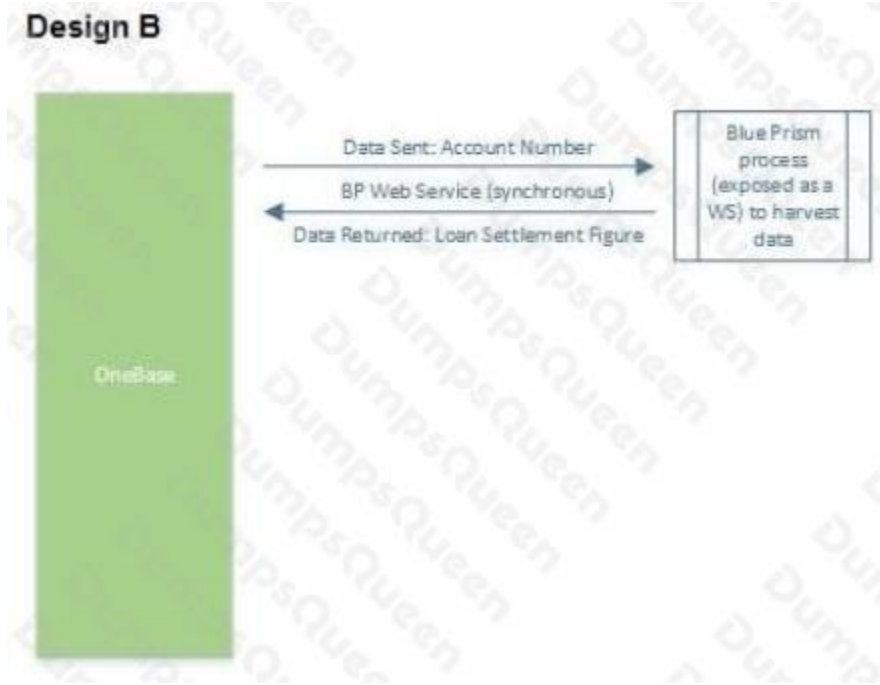 Design B
Data Sent: Account Number
BP Web Service (synchronous)
Data Returned: Loan Settlement Figure
Blue Prism
process
(exposed as a
WS) to harvest
data
OneBase
DumpsQueen